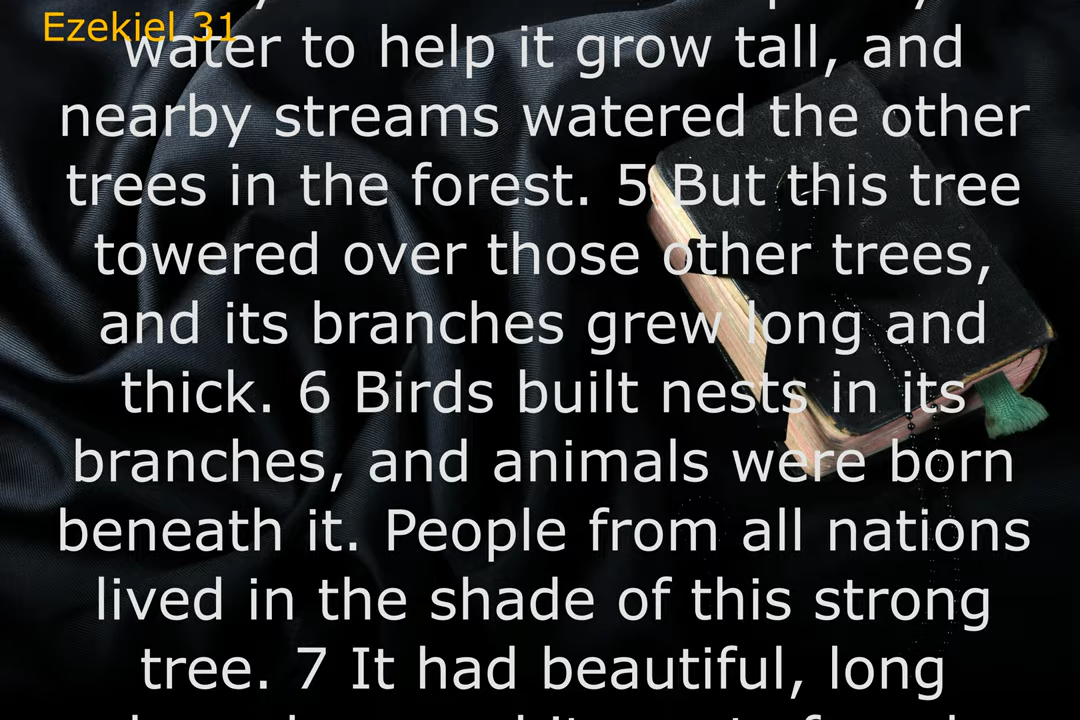 Ezekiel 31
water to help it grow tall, and
nearby streams watered the other
trees in the forest. 5 But this tree
towered over those other trees,
and its branches grew long and
thick. 6 Birds built nests in its
branches, and animals were born
beneath it. People from all nations
lived in the shade of this strong
tree. 7 It had beautiful, long